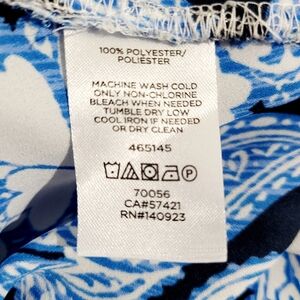 100% POLYESTER/
POLIÉSTER
MACHINE WASH COLD
ONLY NON-CHLORINE
BLEACH WHEN NEEDED
TUMBLE DRY LOW
COOL IRON IF NEEDED
OR DRY CLEAN
465145
70056
CA#57421
RN#140923